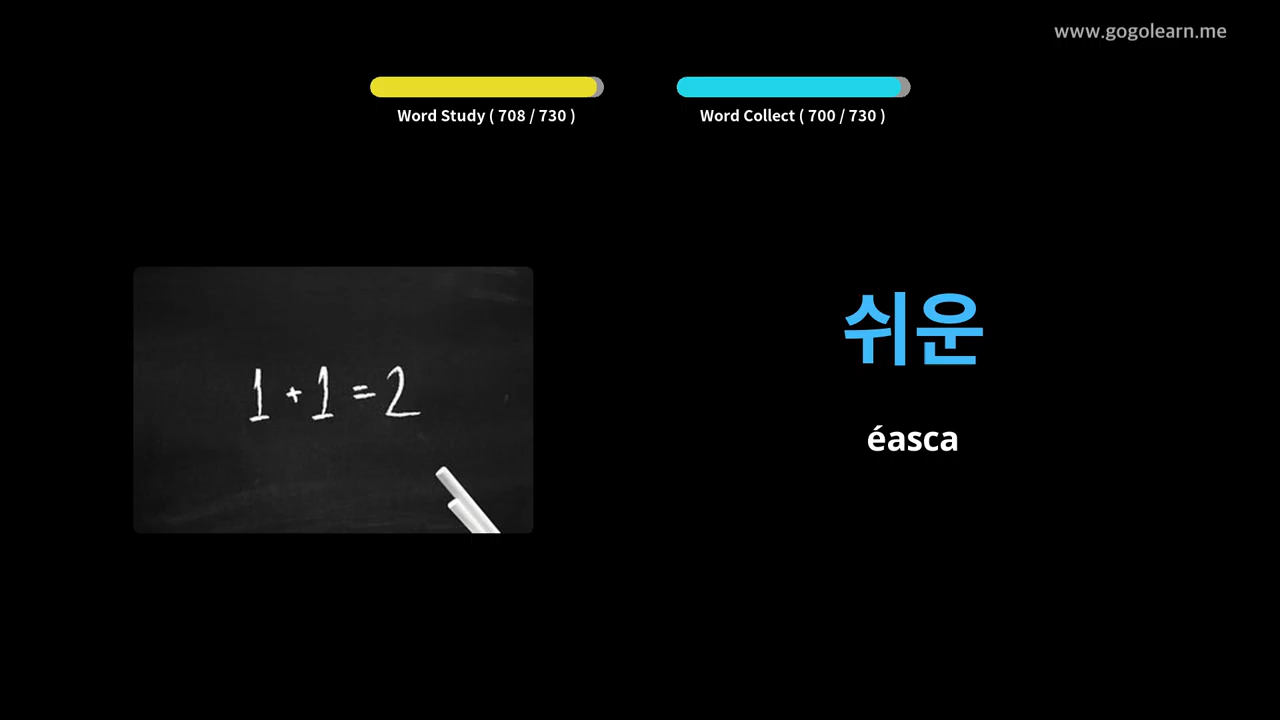 www.gogolearn.me
Word Study ( 708 / 730 )
Word Collect ( 700 / 730 )
1 + 1 = 2
쉬운
éasca